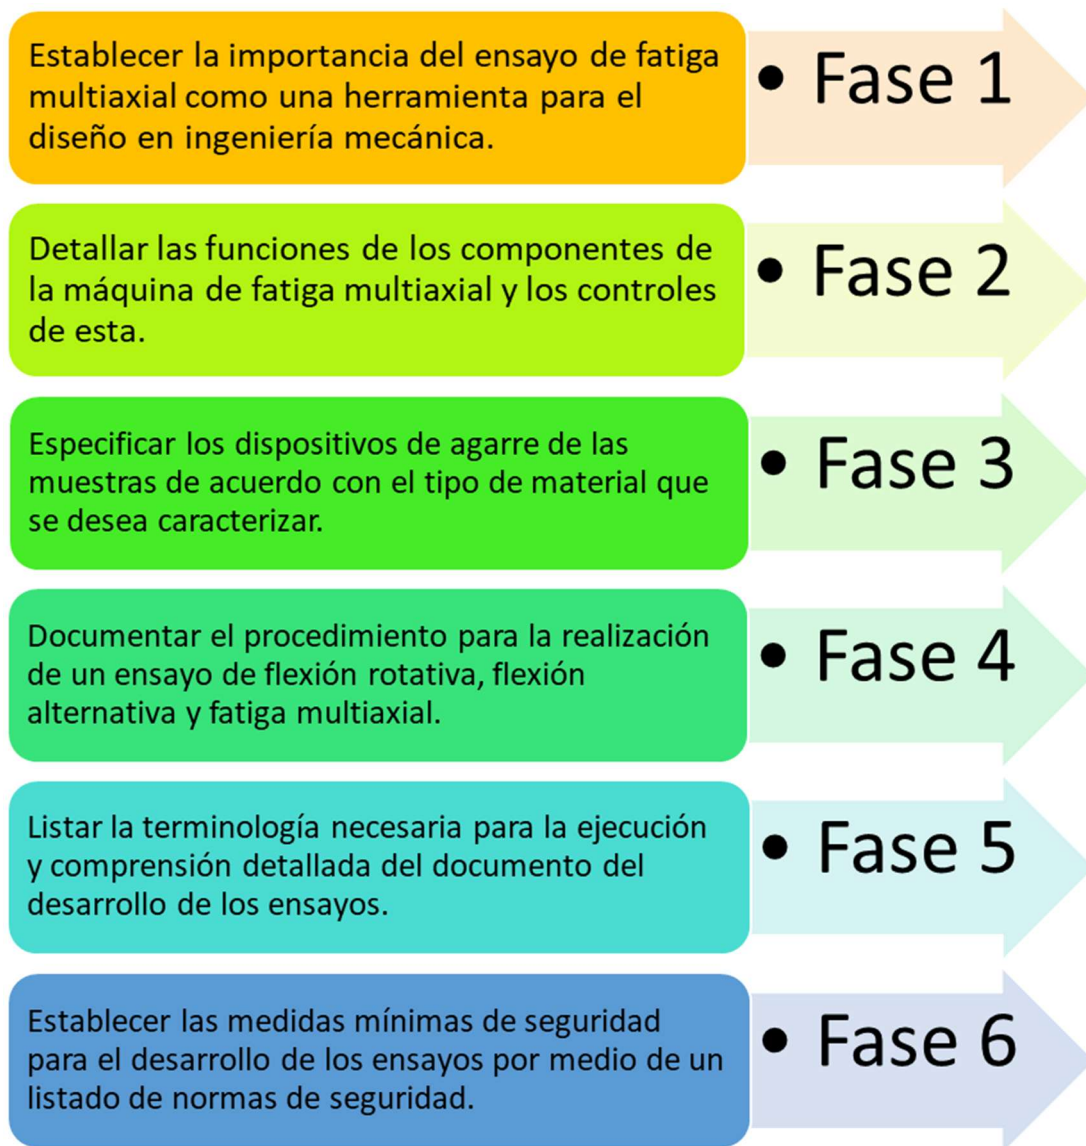 Establecer la importancia del ensayo de fatiga
multiaxial como una herramienta para el
diseño en ingeniería mecánica.
• Fase 1
Detallar las funciones de los componentes de
la máquina de fatiga multiaxial y los controles
de esta.
• Fase 2
Especificar los dispositivos de agarre de las
muestras de acuerdo con el tipo de material que
se desea caracterizar.
• Fase 3
Documentar el procedimiento para la realización
de un ensayo de flexión rotativa, flexión
alternativa y fatiga multiaxial.
• Fase 4
Listar la terminología necesaria para la ejecución
y comprensión detallada del documento del
desarrollo de los ensayos.
• Fase 5
Establecer las medidas mínimas de seguridad
para el desarrollo de los ensayos por medio de un
listado de normas de seguridad.
• Fase 6